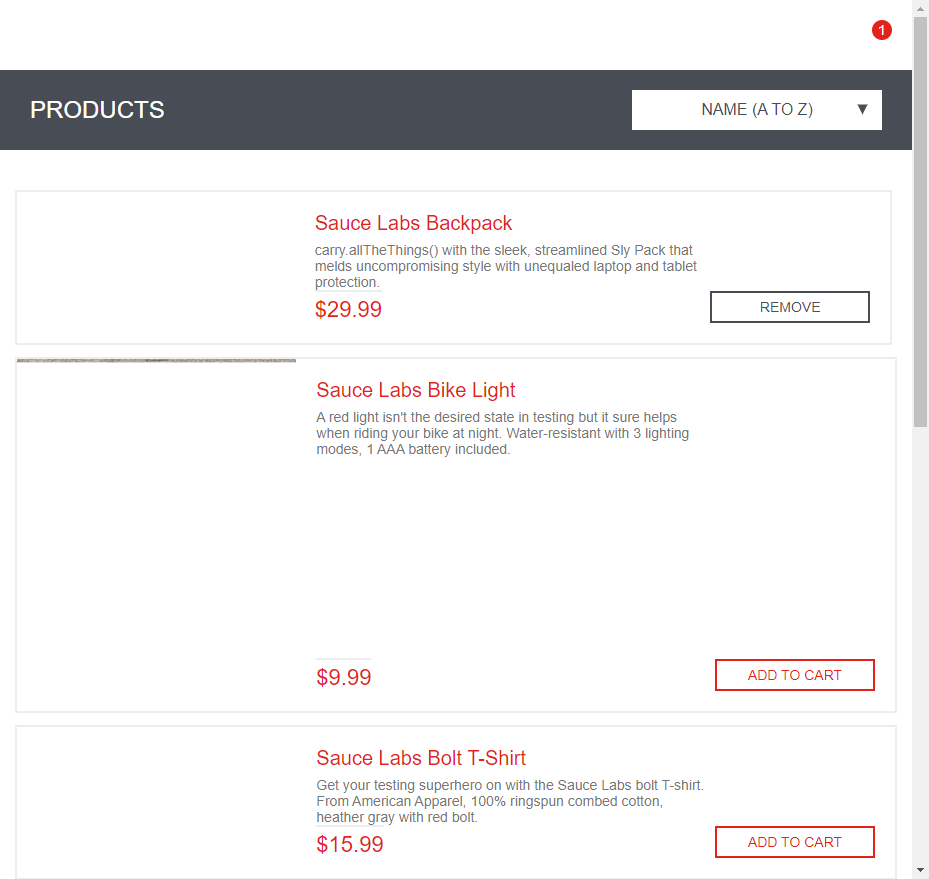 1
PRODUCTS
NAME (A TO Z) ▼
Sauce Labs Backpack
carry.allTheThings() with the sleek, streamlined Sly Pack that
melds uncompromising style with unequaled laptop and tablet
protection.
$29.99
REMOVE
Sauce Labs Bike Light
A red light isn't the desired state in testing but it sure helps
when riding your bike at night. Water-resistant with 3 lighting
modes, 1 AAA battery included.
$9.99
ADD TO CART
Sauce Labs Bolt T-Shirt
Get your testing superhero on with the Sauce Labs bolt T-shirt.
From American Apparel, 100% ringspun combed cotton,
heather gray with red bolt.
$15.99
ADD TO CART